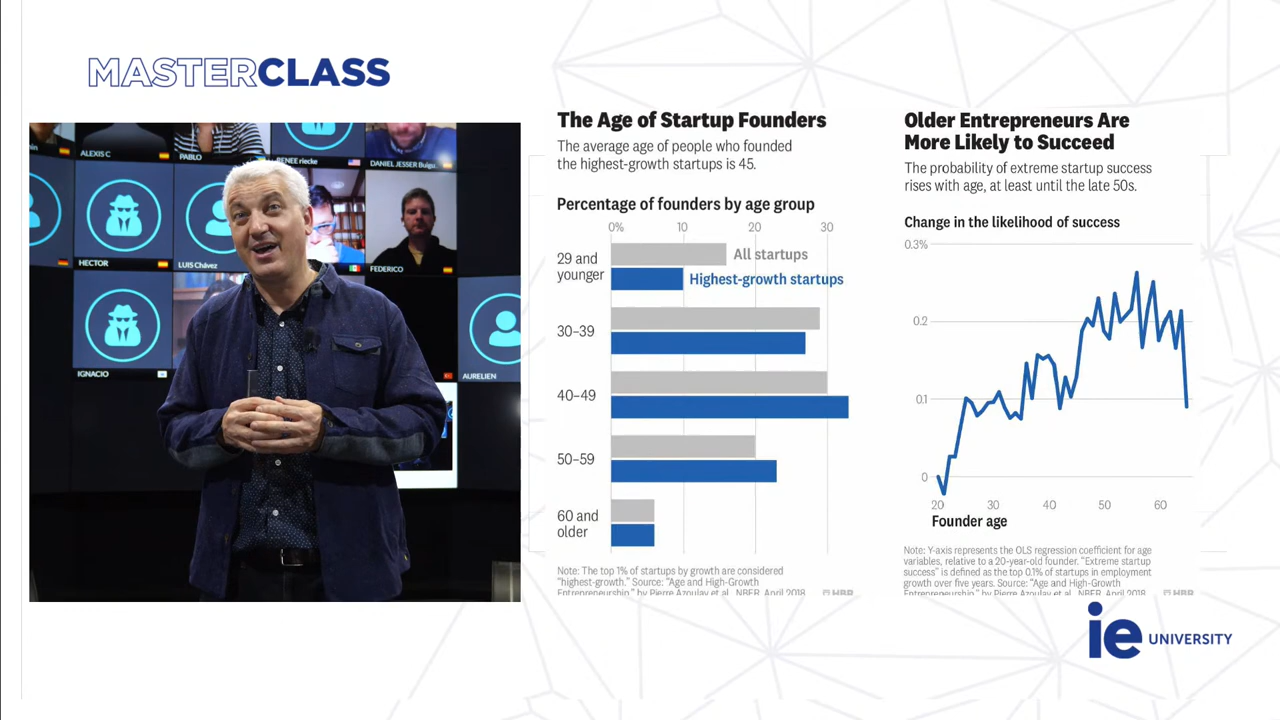 MASTERCLASS
ALEXIS C
PABLO
RENEE riecke
DANIEL JESSER Buigu..
HECTOR
LUIS Chávez
FEDERICO
IGNACIO
AURELIEN
The Age of Startup Founders
The average age of people who founded
the highest-growth startups is 45.
Percentage of founders by age group
0% 10 20 30
29 and
younger
All startups
Highest-growth startups
30–39
40–49
50–59
60 and
older
Note: The top 1% of startups by growth are considered
"highest-growth." Source: "Age and High-Growth
Entrepreneurship," by Pierre Azoulay et al., NBER, April 2018
HBR
Older Entrepreneurs Are
More Likely to Succeed
The probability of extreme startup success
rises with age, at least until the late 50s.
Change in the likelihood of success
0.3%
0.2
0.1
0
20 30 40 50 60
Founder age
Note: Y-axis represents the OLS regression coefficient for age
variables, relative to a 20-year-old founder. "Extreme startup
success" is defined as the top 0.1% of startups in employment
growth over five years. Source: "Age and High-Growth
Entrepreneurship," by Pierre Azoulay et al., NBER, April 2018
HBR
ie UNIVERSITY